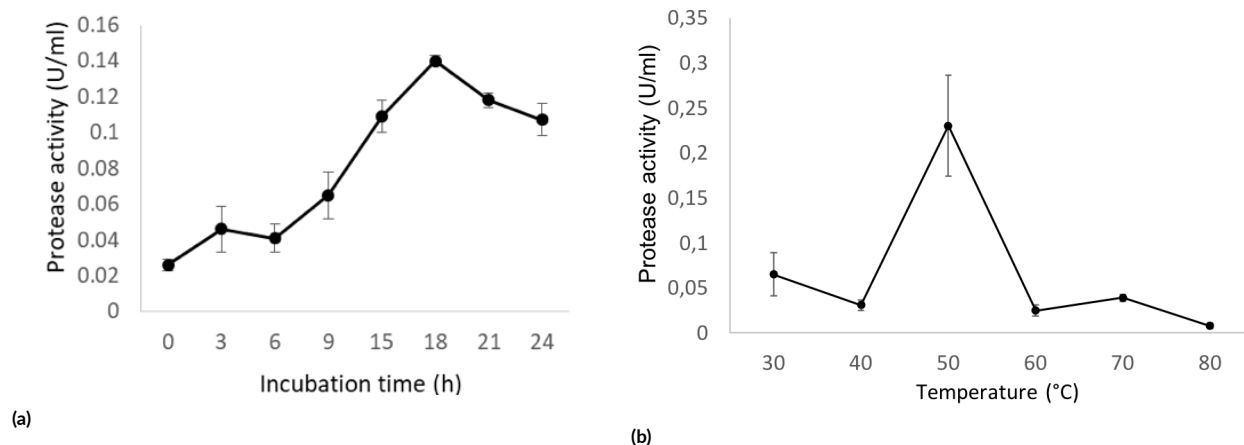 0.16
0.14
0.12
0.1
0.08
0.06
0.04
0.02
0
Protease activity (U/ml)
0 3 6 9 15 18 21 24
Incubation time (h)
(a)
0,35
0,3
0,25
0,2
0,15
0,1
0,05
0
Protease activity (U/ml)
30 40 50 60 70 80
Temperature (°C)
(b)